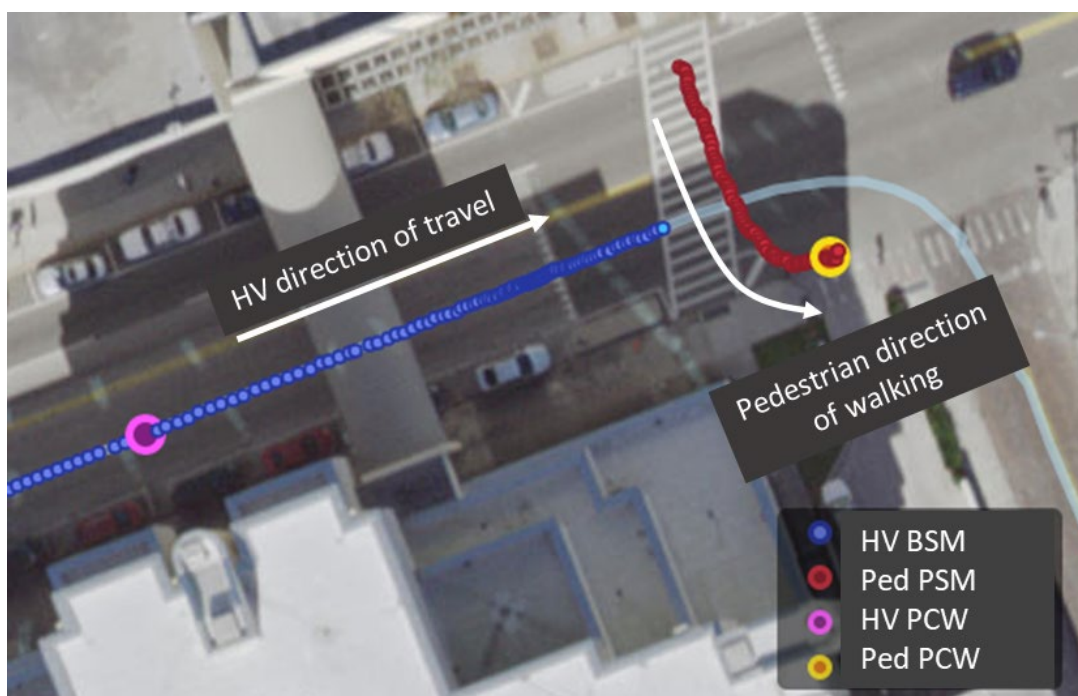 HV direction of travel
Pedestrian direction
of walking
HV BSM
Ped PSM
HV PCW
Ped PCW